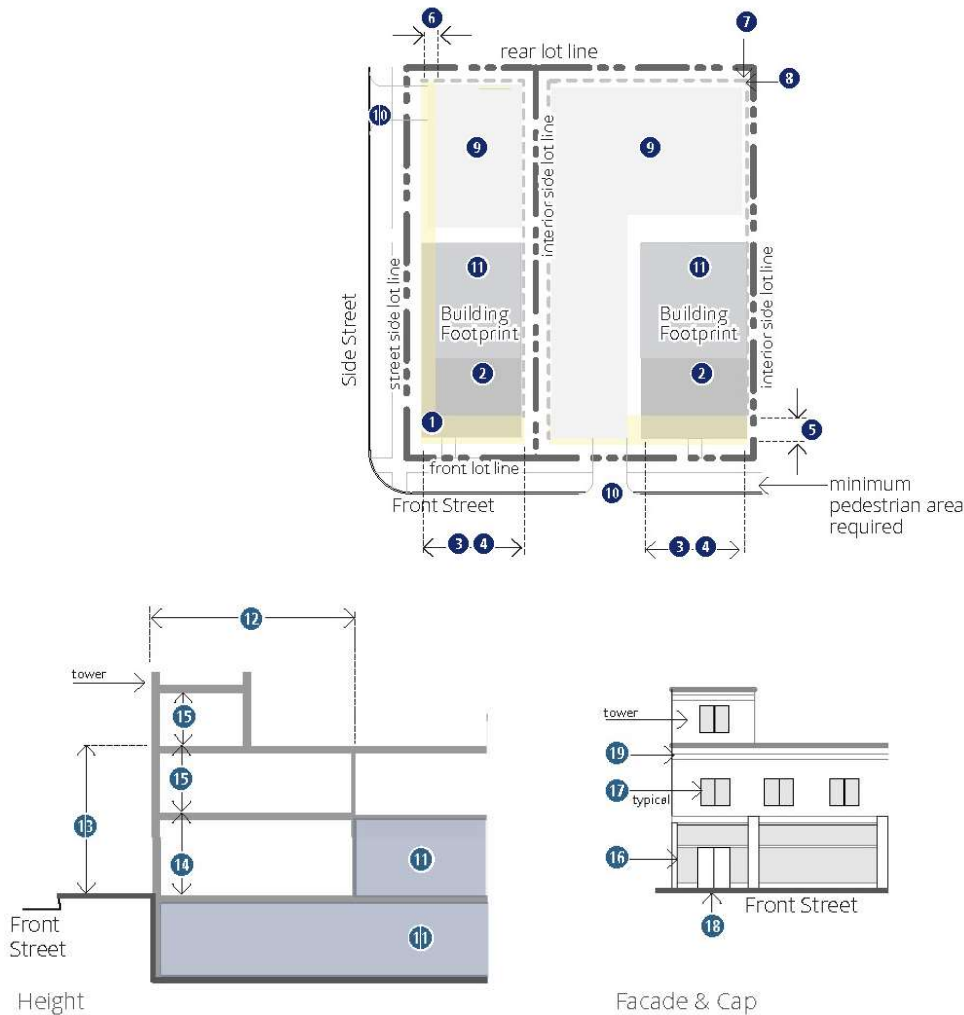 6
7
rear lot line
8
10
9
9
interior side lot line
11
11
Building
Footprint
Building
Footprint
Side Street
street side lot line
interior side lot line
2
2
1
5
front lot line
Front Street
10
minimum
pedestrian area
required
3 4
3 4
12
tower
15
15
13
14
11
11
Front
Street
Height
tower
19
17
typical
16
18
Front Street
Facade & Cap